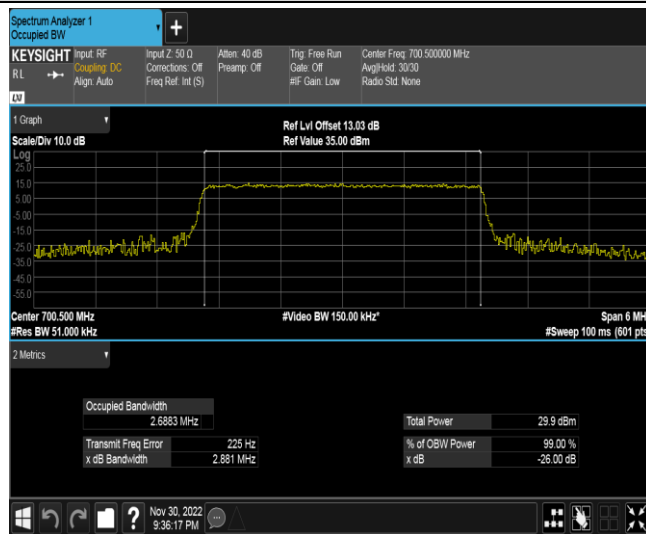 Spectrum Analyzer 1
Occupied BW
+
KEYSIGHT
Input: RF
Coupling: DC
Align: Auto
Input Z: 50 Ω
Corrections: Off
Freq Ref: Int (S)
Atten: 40 dB
Preamp: Off
Trig: Free Run
Gate: Off
#IF Gain: Low
Center Freq: 700.500000 MHz
Avg|Hold: 30/30
Radio Std: None
RL
LXI
1 Graph
Scale/Div 10.0 dB
Ref Lvl Offset 13.03 dB
Ref Value 35.00 dBm
Log
25.0
15.0
5.00
-5.00
-15.0
-25.0
-35.0
-45.0
-55.0
Center 700.500 MHz
#Video BW 150.00 kHz*
Span 6 MH
#Res BW 51.000 kHz
#Sweep 100 ms (601 pts
2 Metrics
Occupied Bandwidth
2.6883 MHz
Total Power 29.9 dBm
Transmit Freq Error 225 Hz
% of OBW Power 99.00 %
x dB Bandwidth 2.881 MHz
x dB -26.00 dB
?
Nov 30, 2022
9:36:17 PM